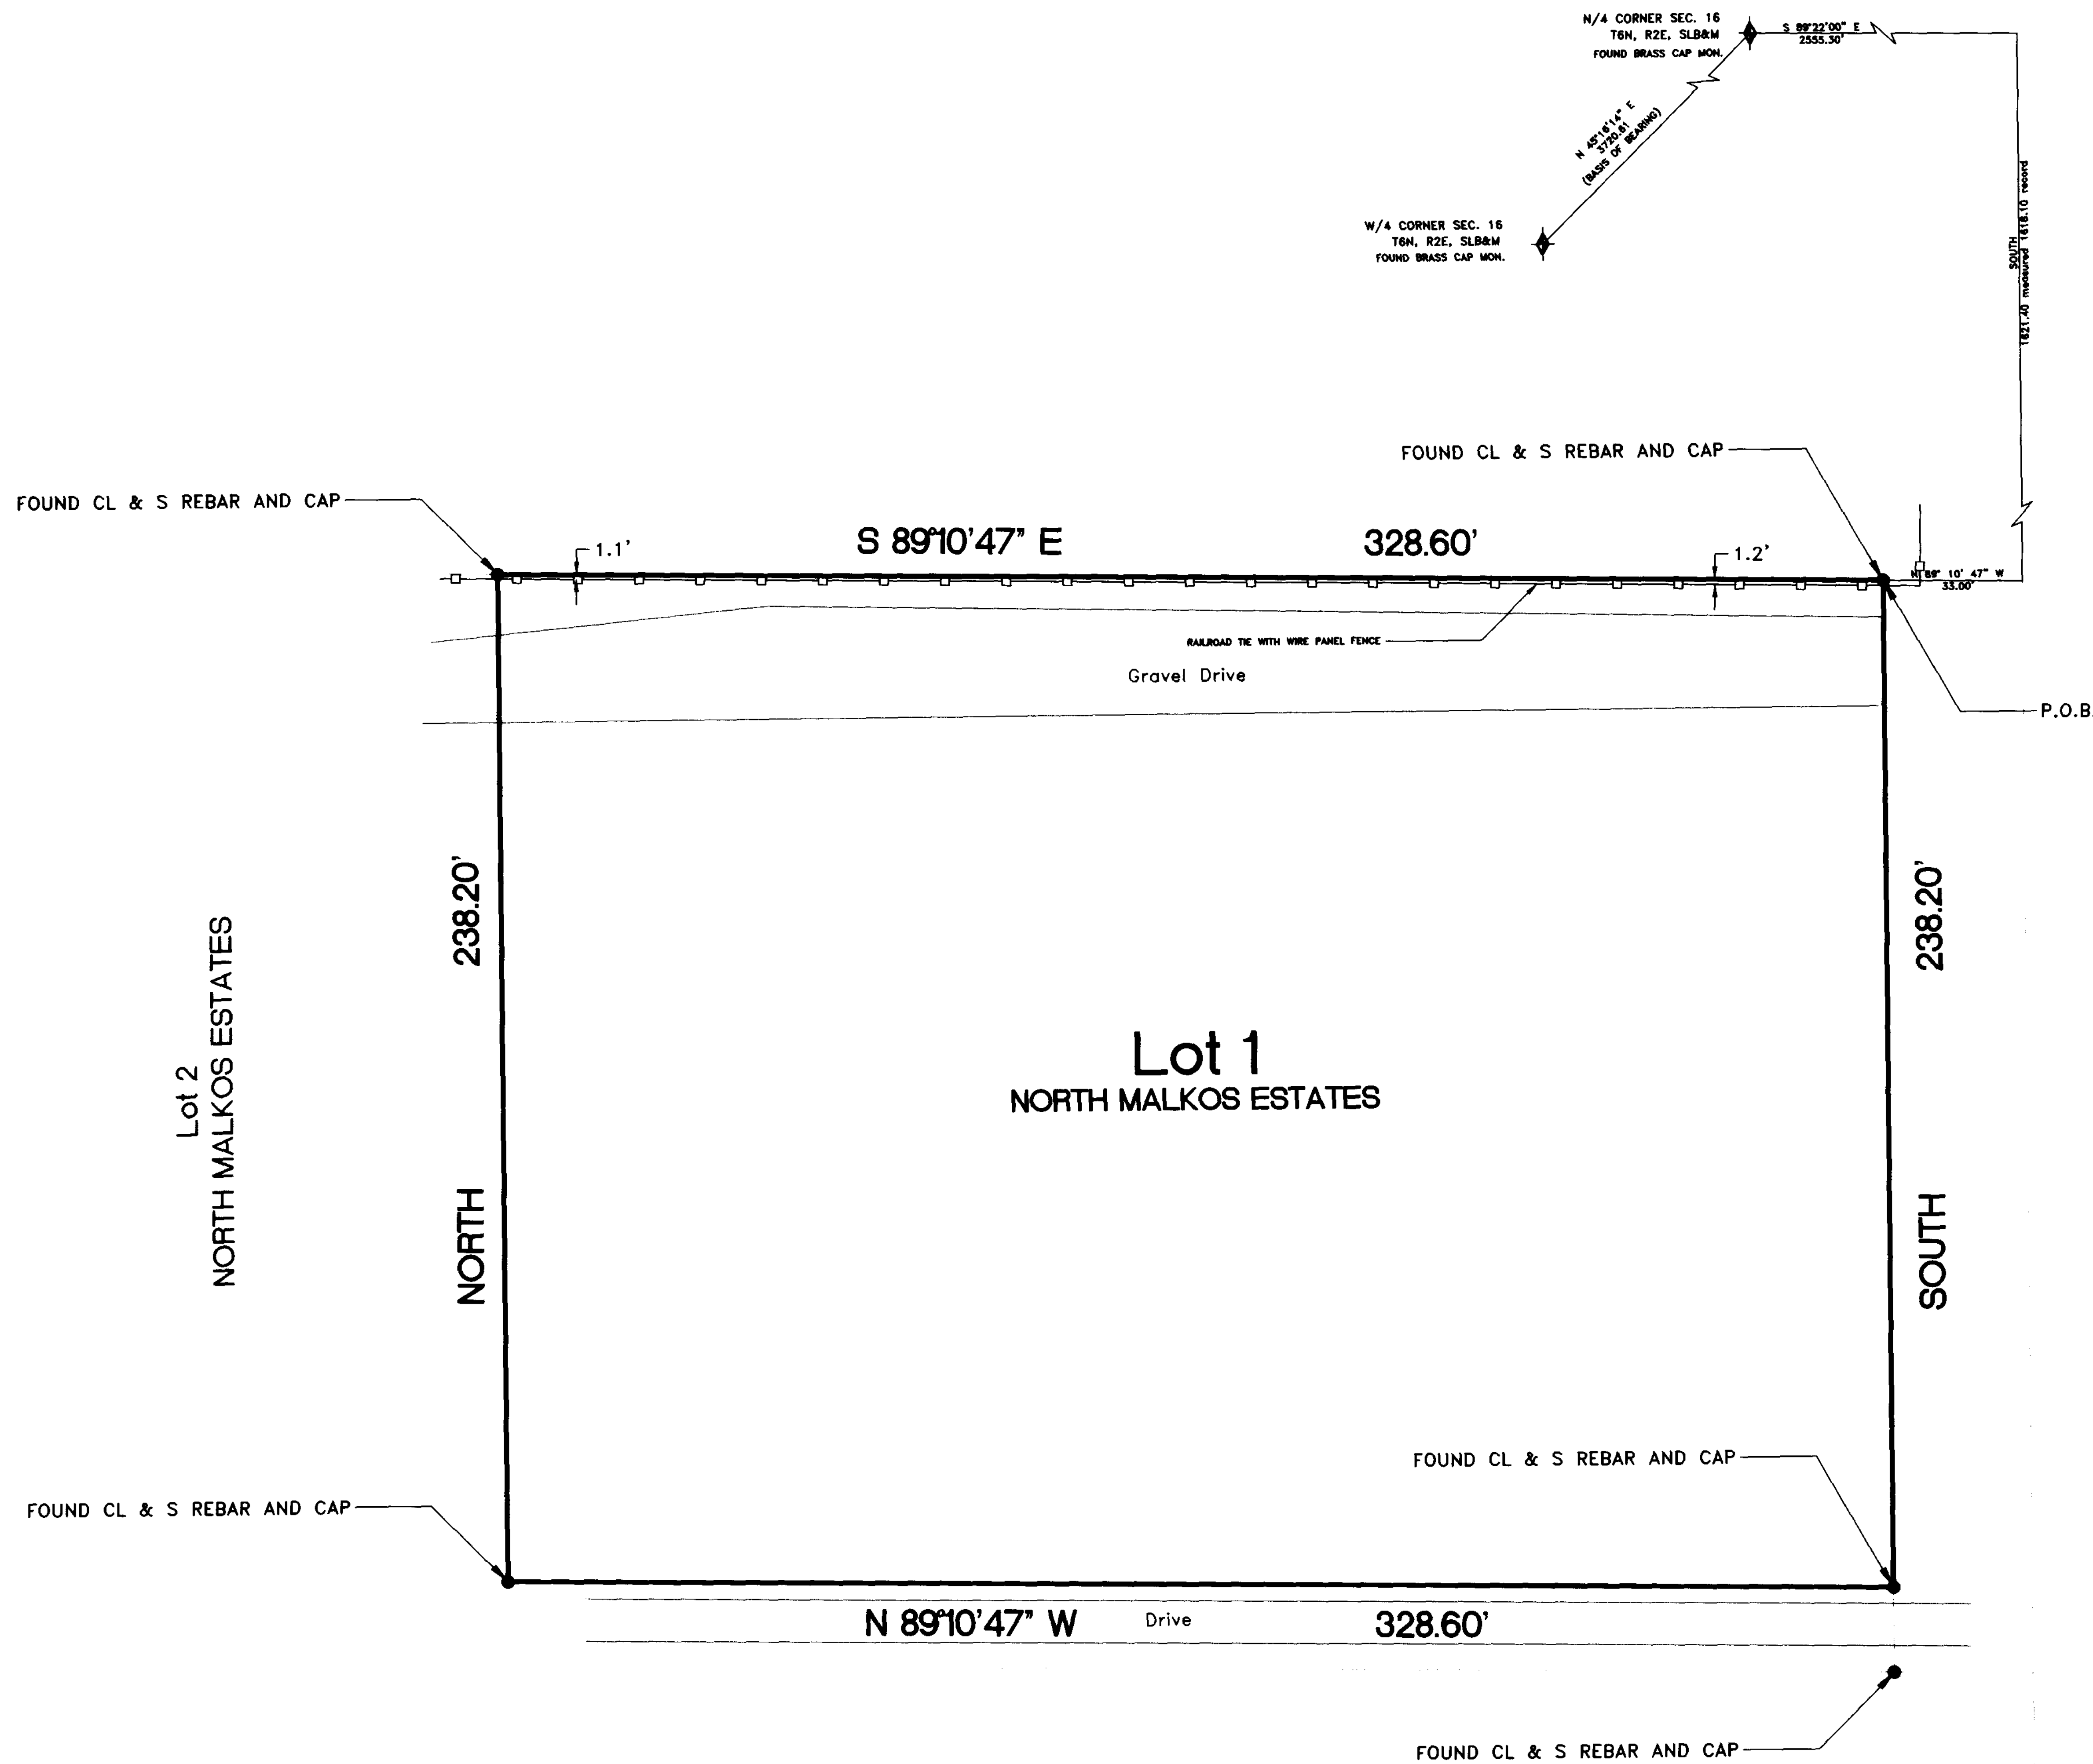 N/4 CORNER SEC. 16
T6N, R2E, SLB&M
FOUND BRASS CAP MON.
S 89°22'00" E
2555.30'
N 45°16'14" E
3720.61
(BASIS OF BEARING)
W/4 CORNER SEC. 16
T6N, R2E, SLB&M
FOUND BRASS CAP MON.
SOUTH
1621.40 measured 1618.10 record
FOUND CL & S REBAR AND CAP
FOUND CL & S REBAR AND CAP
S 89°10'47" E 328.60'
1.1'
1.2'
N 89° 10' 47" W
33.00'
RAILROAD TIE WITH WIRE PANEL FENCE
Gravel Drive
P.O.B
238.20'
NORTH
238.20'
SOUTH
Lot 2
NORTH MALKOS ESTATES
Lot 1
NORTH MALKOS ESTATES
FOUND CL & S REBAR AND CAP
FOUND CL & S REBAR AND CAP
N 89°10'47" W Drive 328.60'
FOUND CL & S REBAR AND CAP